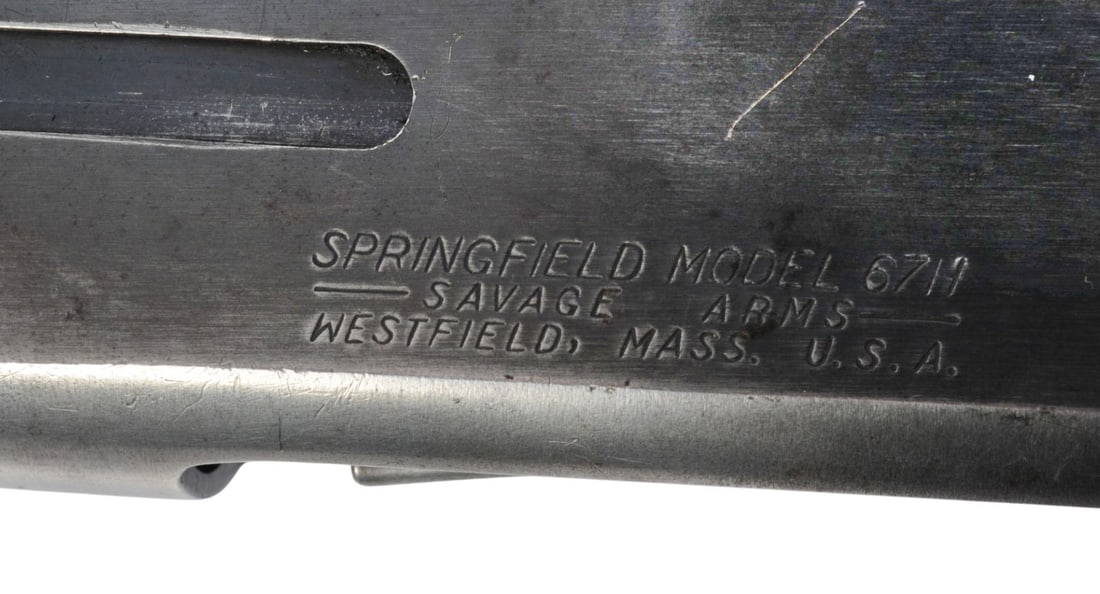 SPRINGFIELD MODEL 67H
SAVAGE ARMS
WESTFIELD, MASS. U.S.A.